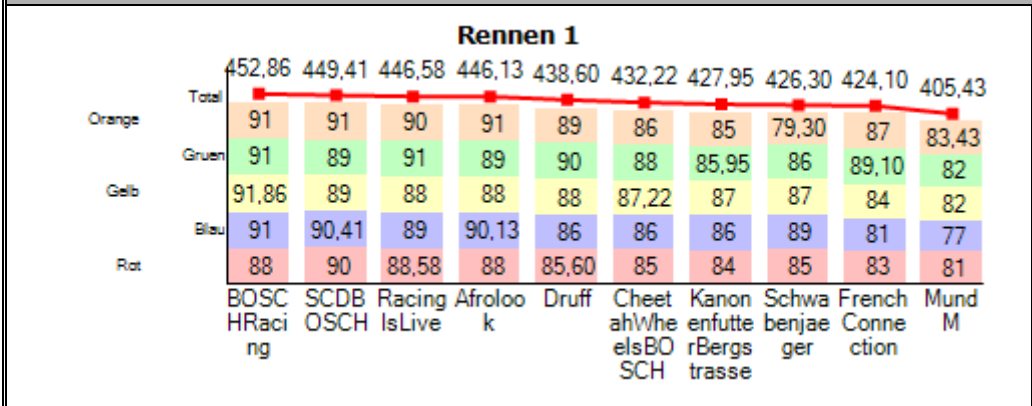 Rennen 1
452,86 449,41 446,58 446,13 438,60 432,22 427,95 426,30 424,10 405,43
Total
Orange 91 91 90 91 89 86 85 79,30 87 83,43
Gruen 91 89 91 89 90 88 85,95 86 89,10 82
Gelb 91,86 89 88 88 88 87,22 87 87 84 82
Blau 91 90,41 89 90,13 86 86 86 89 81 77
Rot 88 90 88,58 88 85,60 85 84 85 83 81
BOSC SCDB Racing Afroloo Druff Cheet Kanon Schwa French Mund
HRaci OSCH IsLive k ahWhe enfutte benjae Conne M
ng elsBO rBergs ger ction
SCH trasse